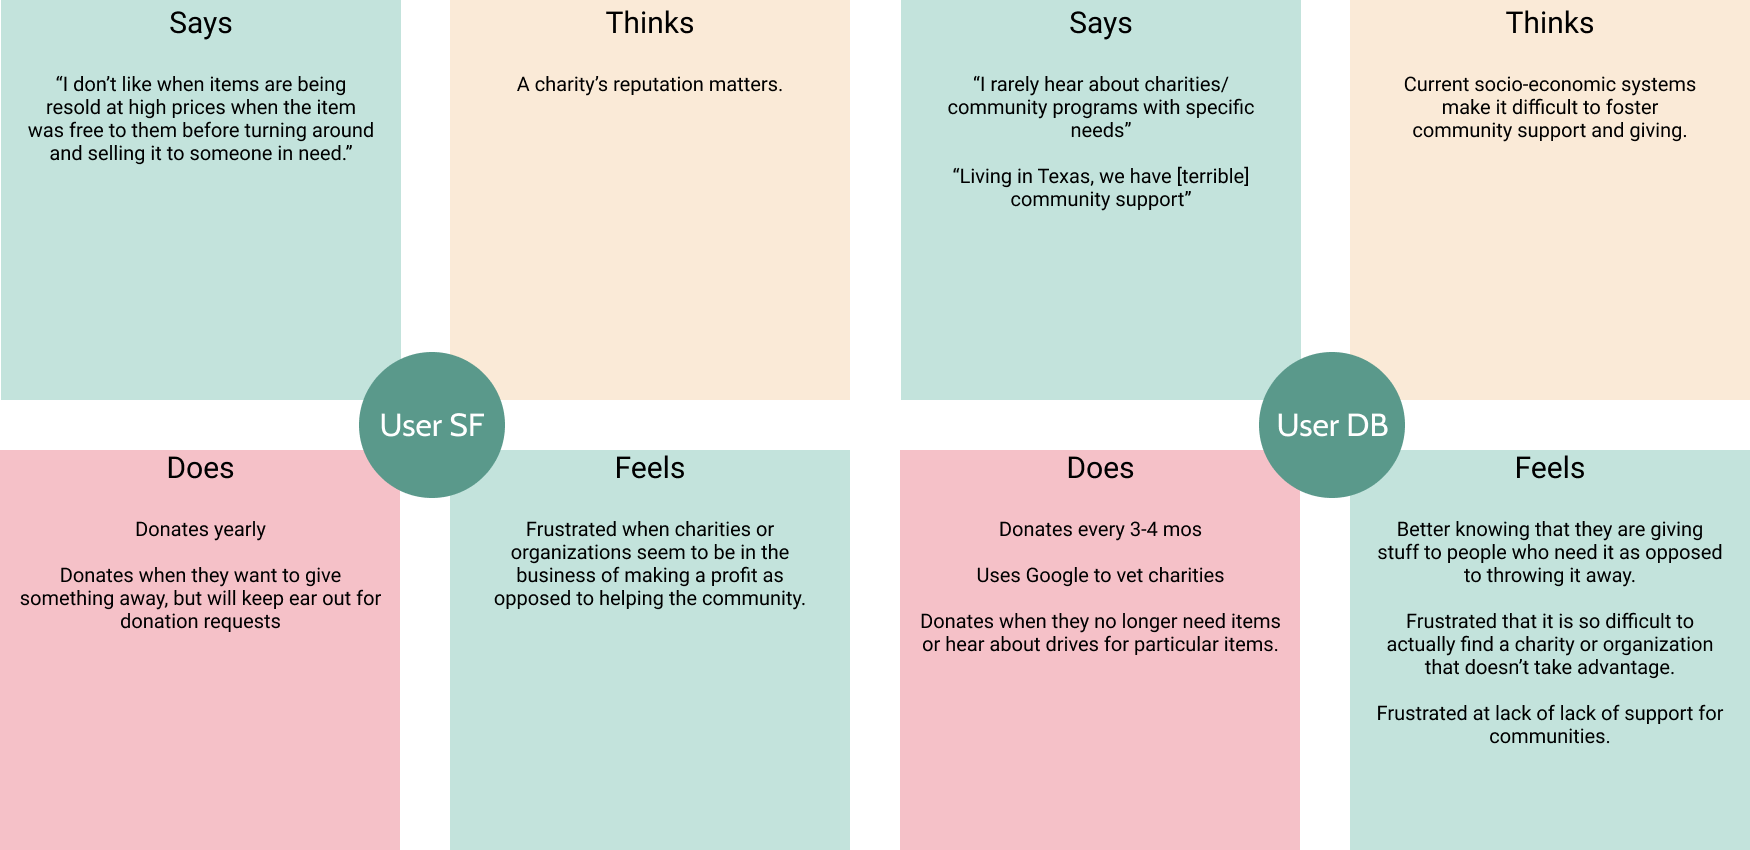 Says
“I don’t like when items are being
resold at high prices when the item
was free to them before turning around
and selling it to someone in need.”
Thinks
A charity’s reputation matters.
User SF
Does
Donates yearly
Donates when they want to give
something away, but will keep ear out for
donation requests
Feels
Frustrated when charities or
organizations seem to be in the
business of making a profit as
opposed to helping the community.
Says
“I rarely hear about charities/
community programs with specific
needs”
“Living in Texas, we have [terrible]
community support”
Thinks
Current socio-economic systems
make it difficult to foster
community support and giving.
User DB
Does
Donates every 3-4 mos
Uses Google to vet charities
Donates when they no longer need items
or hear about drives for particular items.
Feels
Better knowing that they are giving
stuff to people who need it as opposed
to throwing it away.
Frustrated that it is so difficult to
actually find a charity or organization
that doesn’t take advantage.
Frustrated at lack of lack of support for
communities.